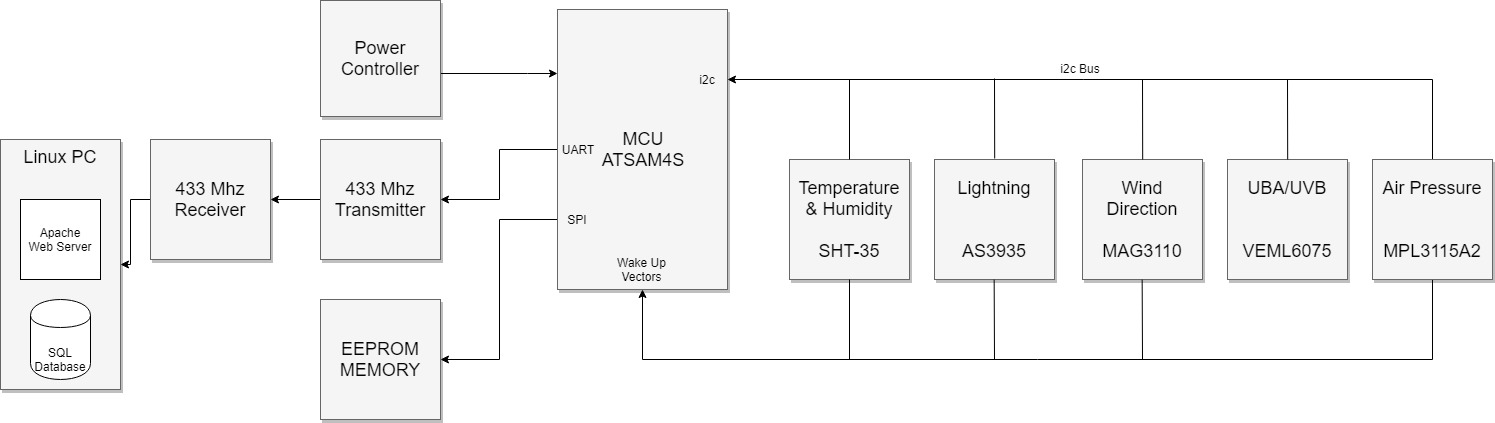 Power
Controller
i2c
i2c Bus
MCU
ATSAM4S
UART
SPI
Wake Up
Vectors
Linux PC
Apache
Web Server
SQL
Database
433 Mhz
Receiver
433 Mhz
Transmitter
EEPROM
MEMORY
Temperature
& Humidity
SHT-35
Lightning
AS3935
Wind
Direction
MAG3110
UBA/UVB
VEML6075
Air Pressure
MPL3115A2